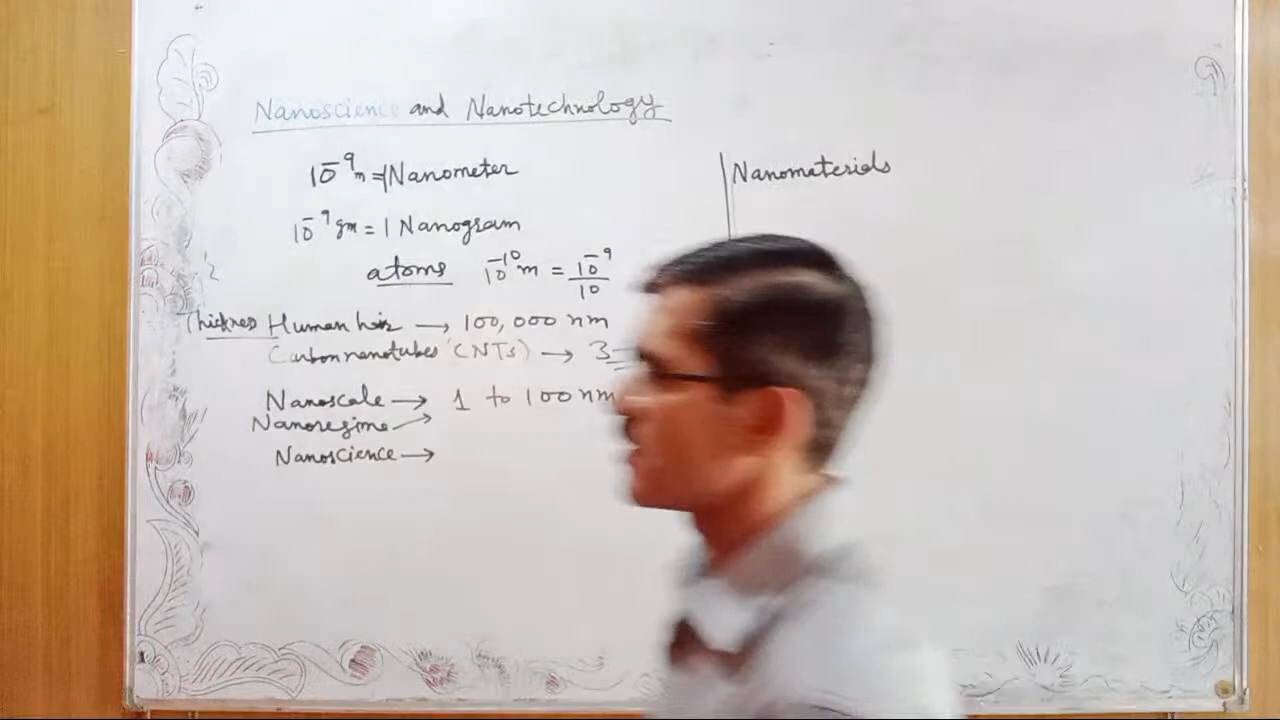 Nanoscience and Nanotechnology
10⁻⁹m = 1 Nanometer
10⁻⁹ gm = 1 Nanogram
atoms 10⁻¹⁰m = 10⁻⁹/10
Thicknes Human hair → 100,000 nm
Carbon nanotubes (CNTs) → 3
Nanoscale → 1 to 100 nm
Nanoregime →
Nanoscience →
Nanomaterials